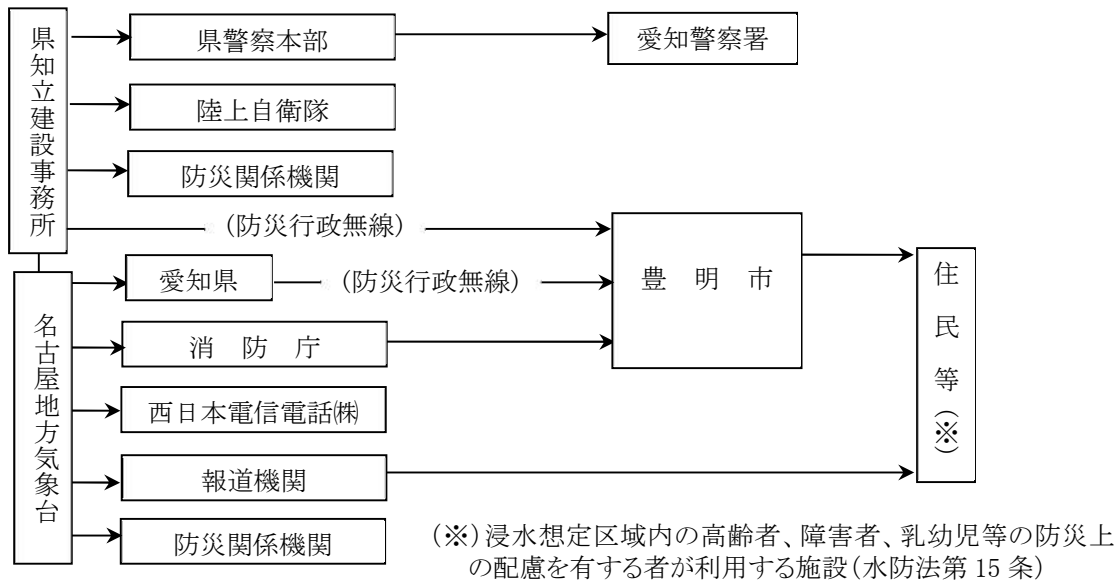 県知立建設事務所
県警察本部
愛知警察署
陸上自衛隊
防災関係機関
(防災行政無線)
豊明市
住民等(※)
名古屋地方気象台
愛知県
(防災行政無線)
消防庁
西日本電信電話㈱
報道機関
防災関係機関
(※)浸水想定区域内の高齢者、障害者、乳幼児等の防災上
の配慮を有する者が利用する施設(水防法第15条)